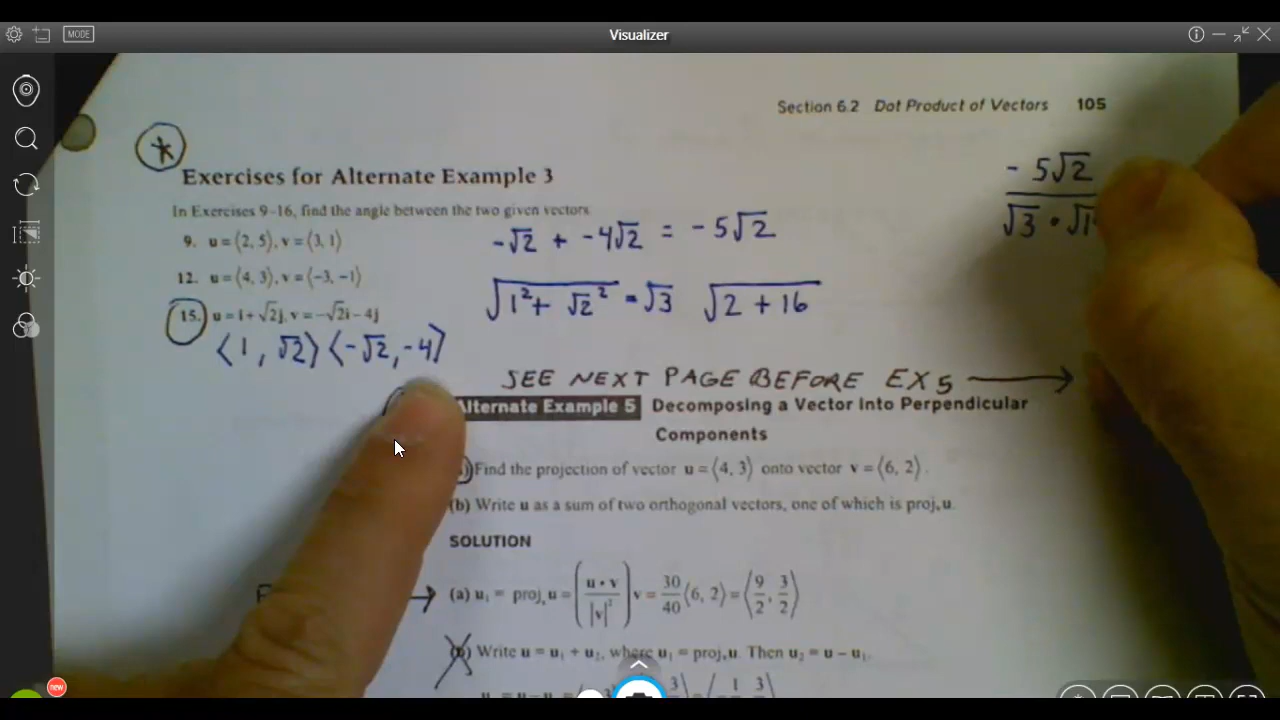 MODE
Visualizer
Section 6.2 Dot Product of Vectors 105
*
Exercises for Alternate Example 3
In Exercises 9–16, find the angle between the two given vectors
9. u = ⟨2, 5⟩, v = ⟨3, 1⟩
12. u = ⟨4, 3⟩, v = ⟨−3, −1⟩
15. u = i + √2j, v = −√2i − 4j
⟨1, √2⟩ ⟨-√2, -4⟩
-√2 + -4√2 = -5√2
√(1² + √2²) = √3 √(2 + 16)
-5√2
√3 • √1
SEE NEXT PAGE BEFORE EX 5 →
Alternate Example 5 Decomposing a Vector Into Perpendicular
Components
Find the projection of vector u = ⟨4, 3⟩ onto vector v = ⟨6, 2⟩.
(b) Write u as a sum of two orthogonal vectors, one of which is projᵥu.
SOLUTION
→ (a) u₁ = projᵥu = (u • v / |v|²) v = 30/40 ⟨6, 2⟩ = ⟨9/2, 3/2⟩
(b) Write u = u₁ + u₂, where u₁ = projᵥu. Then u₂ = u − u₁.
new